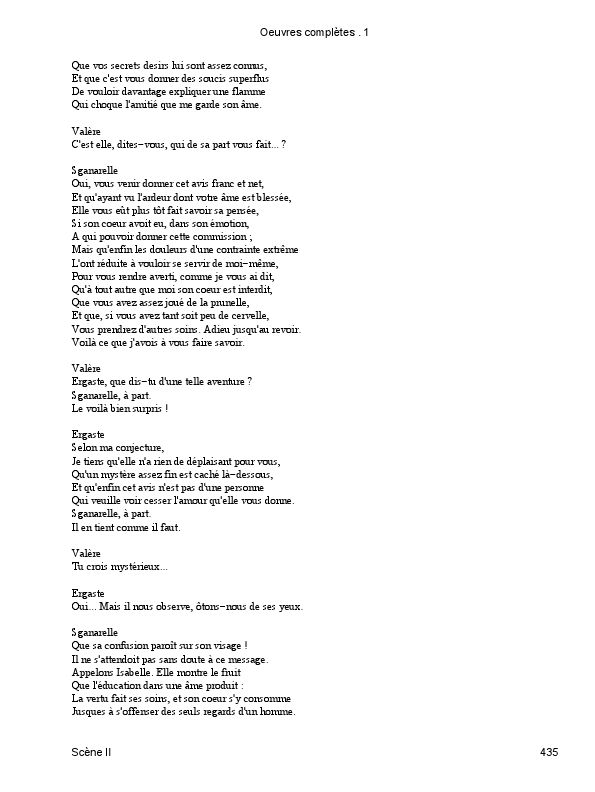 Oeuvres complètes . 1
Que vos secrets desirs lui sont assez connus,
Et que c'est vous donner des soucis superflus
De vouloir davantage expliquer une flamme
Qui choque l'amitié que me garde son âme.
Valère
C'est elle, dites-vous, qui de sa part vous fait... ?
Sganarelle
Oui, vous venir donner cet avis franc et net,
Et qu'ayant vu l'ardeur dont votre âme est blessée,
Elle vous eût plus tôt fait savoir sa pensée,
Si son coeur avoit eu, dans son émotion,
A qui pouvoir donner cette commission ;
Mais qu'enfin les douleurs d'une contrainte extrême
L'ont réduite à vouloir se servir de moi-même,
Pour vous rendre averti, comme je vous ai dit,
Qu'à tout autre que moi son coeur est interdit,
Que vous avez assez joué de la prunelle,
Et que, si vous avez tant soit peu de cervelle,
Vous prendrez d'autres soins. Adieu jusqu'au revoir.
Voilà ce que j'avois à vous faire savoir.
Valère
Ergaste, que dis-tu d'une telle aventure ?
Sganarelle, à part.
Le voilà bien surpris !
Ergaste
Selon ma conjecture,
Je tiens qu'elle n'a rien de déplaisant pour vous,
Qu'un mystère assez fin est caché là-dessous,
Et qu'enfin cet avis n'est pas d'une personne
Qui veuille voir cesser l'amour qu'elle vous donne.
Sganarelle, à part.
Il en tient comme il faut.
Valère
Tu crois mystérieux...
Ergaste
Oui... Mais il nous observe, ôtons-nous de ses yeux.
Sganarelle
Que sa confusion paroît sur son visage !
Il ne s'attendoit pas sans doute à ce message.
Appelons Isabelle. Elle montre le fruit
Que l'éducation dans une âme produit :
La vertu fait ses soins, et son coeur s'y consomme
Jusques à s'offenser des seuls regards d'un homme.
Scène II
435